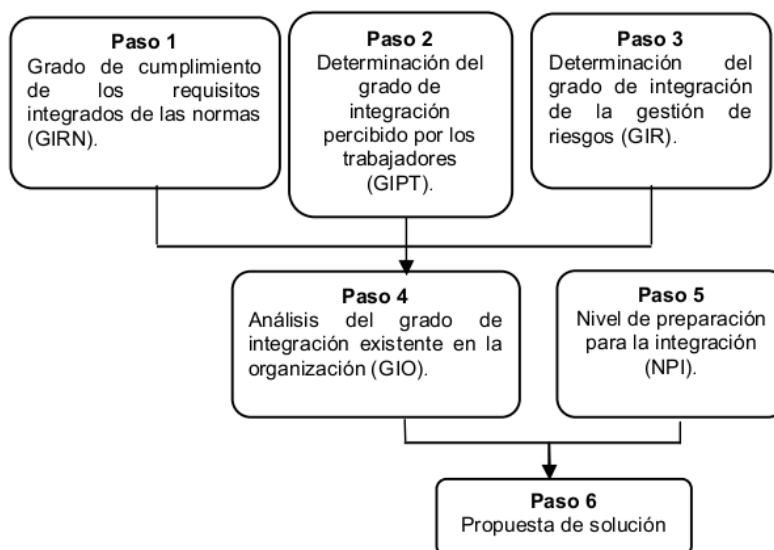 Paso 1
Grado de cumplimiento
de los requisitos
integrados de las normas
(GIRN).
Paso 2
Determinación del
grado de
integración
percibido por los
trabajadores
(GIPT).
Paso 3
Determinación del
grado de integración
de la gestión de
riesgos (GIR).
Paso 4
Análisis del grado de
integración existente en la
organización (GIO).
Paso 5
Nivel de preparación
para la integración
(NPI).
Paso 6
Propuesta de solución